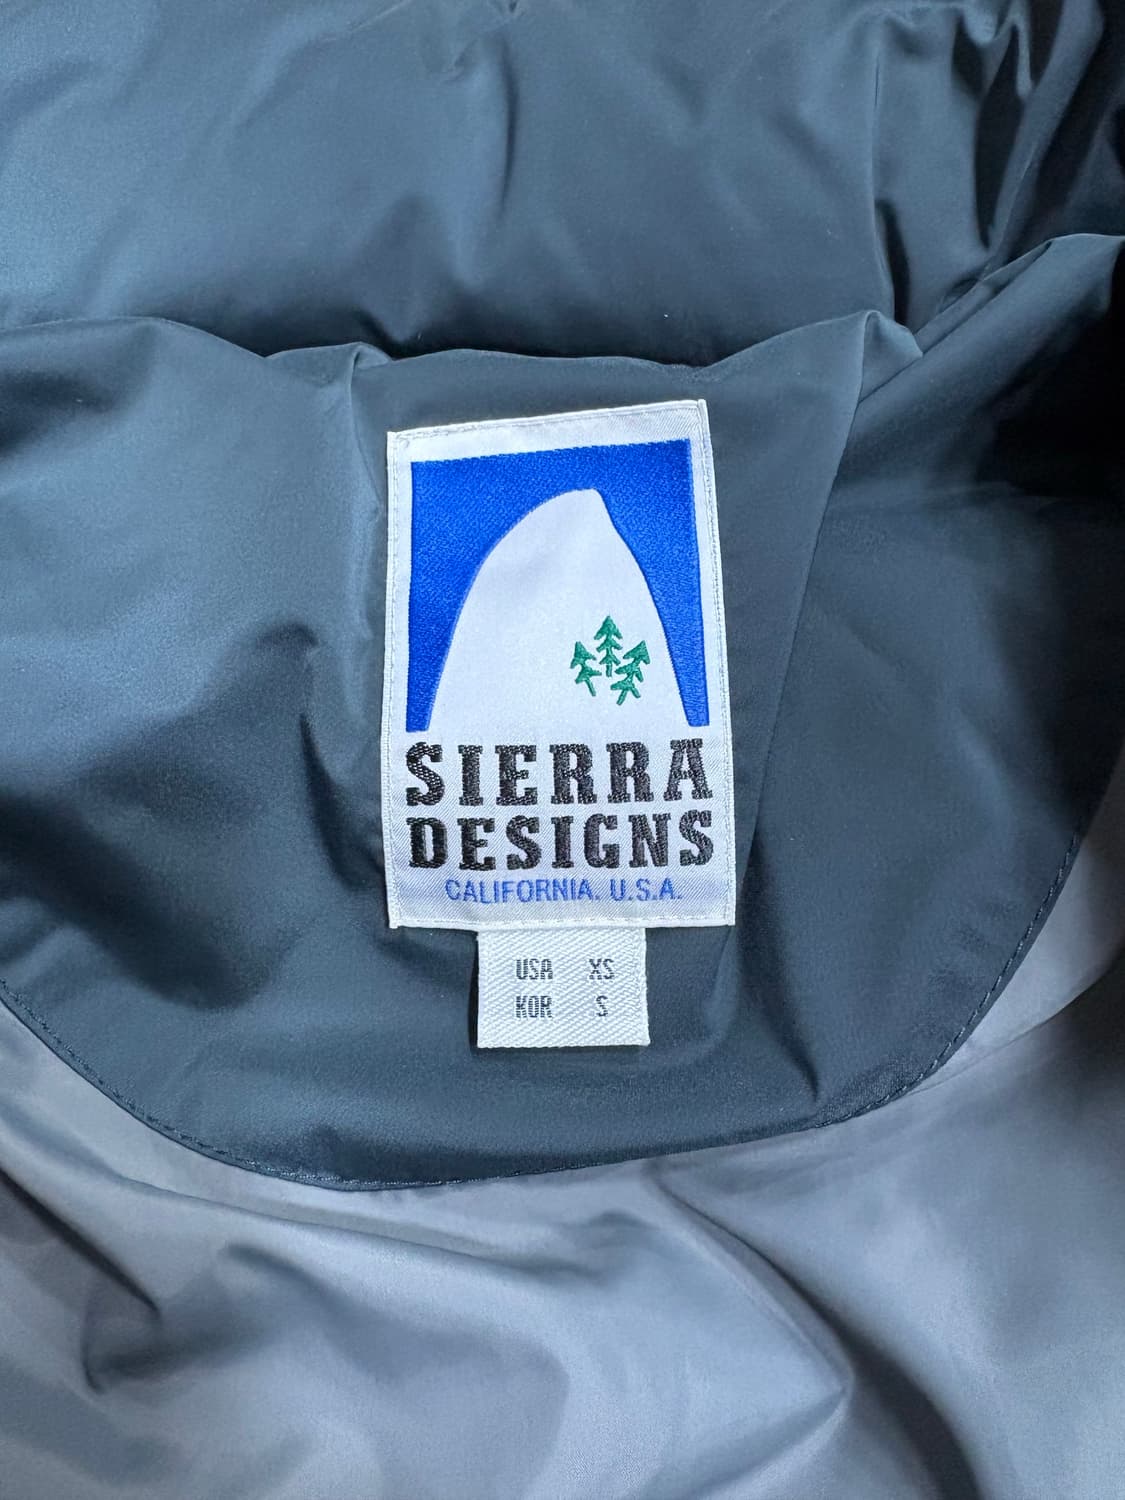 SIERRA
DESIGNS
CALIFORNIA. U.S.A.
USA XS
KOR S